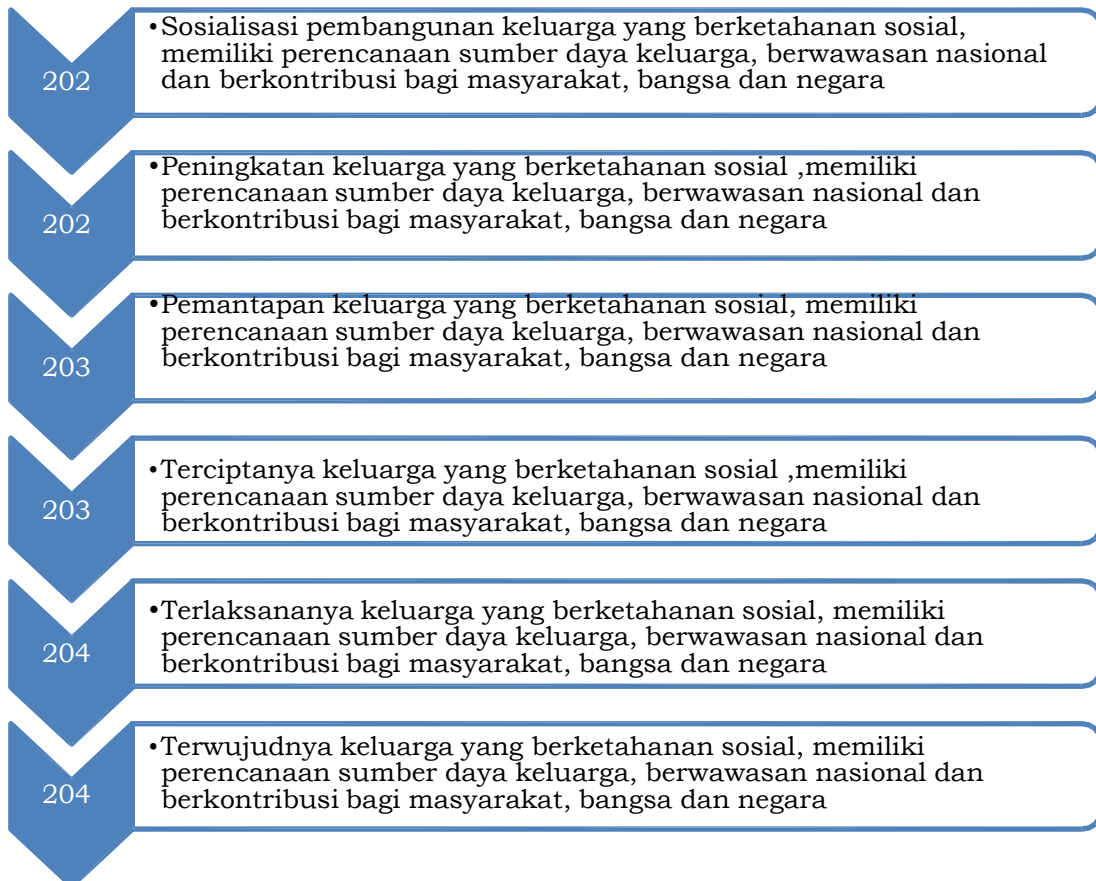 •Sosialisasi pembangunan keluarga yang berketahanan sosial,
memiliki perencanaan sumber daya keluarga, berwawasan nasional
dan berkontribusi bagi masyarakat, bangsa dan negara
202
•Peningkatan keluarga yang berketahanan sosial ,memiliki
perencanaan sumber daya keluarga, berwawasan nasional dan
berkontribusi bagi masyarakat, bangsa dan negara
202
•Pemantapan keluarga yang berketahanan sosial, memiliki
perencanaan sumber daya keluarga, berwawasan nasional dan
berkontribusi bagi masyarakat, bangsa dan negara
203
•Terciptanya keluarga yang berketahanan sosial ,memiliki
perencanaan sumber daya keluarga, berwawasan nasional dan
berkontribusi bagi masyarakat, bangsa dan negara
203
•Terlaksananya keluarga yang berketahanan sosial, memiliki
perencanaan sumber daya keluarga, berwawasan nasional dan
berkontribusi bagi masyarakat, bangsa dan negara
204
•Terwujudnya keluarga yang berketahanan sosial, memiliki
perencanaan sumber daya keluarga, berwawasan nasional dan
berkontribusi bagi masyarakat, bangsa dan negara
204